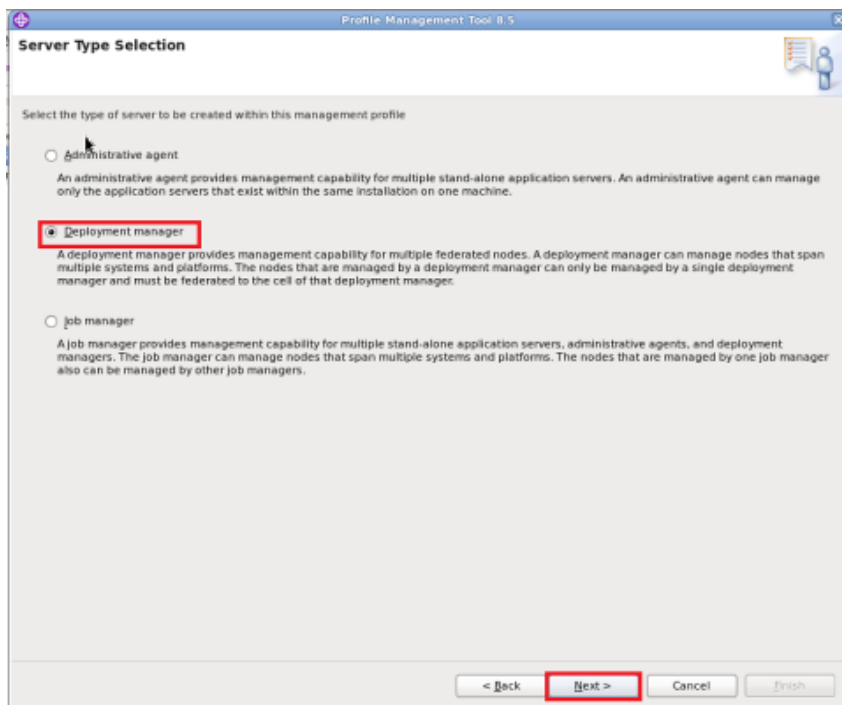 Profile Management Tool 8.5
Server Type Selection
Select the type of server to be created within this management profile
Administrative agent
An administrative agent provides management capability for multiple stand-alone application servers. An administrative agent can manage
only the application servers that exist within the same installation on one machine.
Deployment manager
A deployment manager provides management capability for multiple federated nodes. A deployment manager can manage nodes that span
multiple systems and platforms. The nodes that are managed by a deployment manager can only be managed by a single deployment
manager and must be federated to the cell of that deployment manager.
Job manager
A job manager provides management capability for multiple stand-alone application servers, administrative agents, and deployment
managers. The job manager can manage nodes that span multiple systems and platforms. The nodes that are managed by one job manager
also can be managed by other job managers.
< Back Next > Cancel Finish